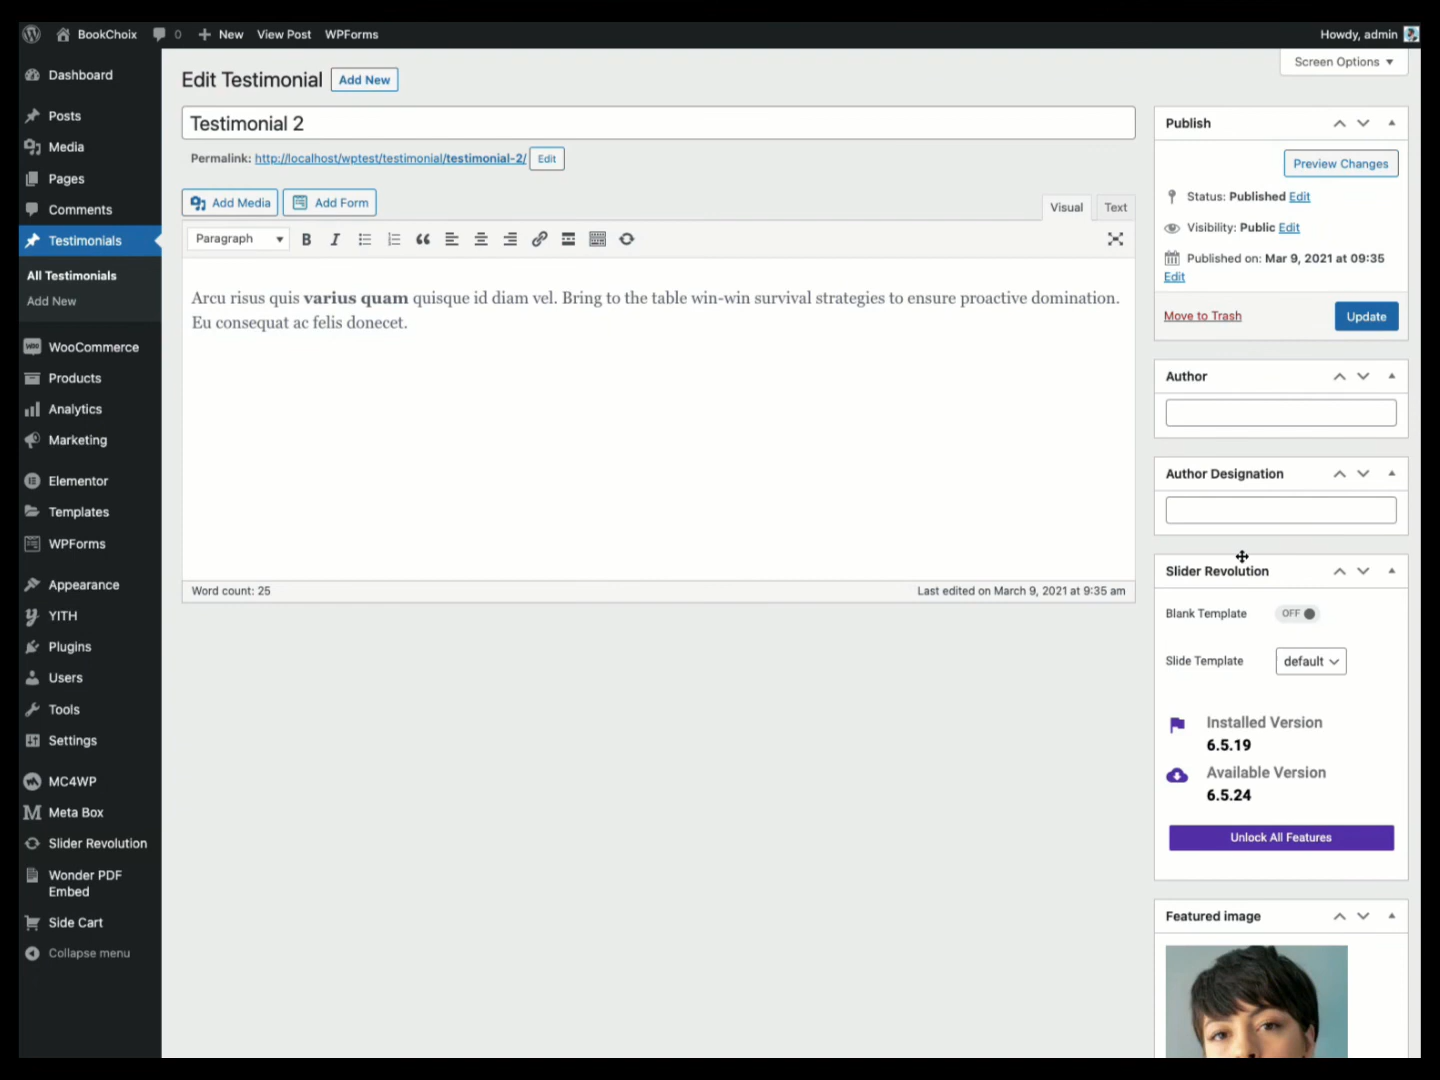 BookChoix
0
New
View Post
WPForms
Howdy, admin
Screen Options
Dashboard
Posts
Media
Pages
Comments
Testimonials
All Testimonials
Add New
WooCommerce
Products
Analytics
Marketing
Elementor
Templates
WPForms
Appearance
YITH
Plugins
Users
Tools
Settings
MC4WP
Meta Box
Slider Revolution
Wonder PDF
Embed
Side Cart
Collapse menu
Edit Testimonial
Add New
Testimonial 2
Permalink: http://localhost/wptest/testimonial/testimonial-2/ Edit
Add Media
Add Form
Visual
Text
Paragraph
B
I
Arcu risus quis varius quam quisque id diam vel. Bring to the table win-win survival strategies to ensure proactive domination.
Eu consequat ac felis donecet.
Word count: 25
Last edited on March 9, 2021 at 9:35 am
Publish
Preview Changes
Status: Published Edit
Visibility: Public Edit
Published on: Mar 9, 2021 at 09:35
Edit
Move to Trash
Update
Author
Author Designation
Slider Revolution
Blank Template
OFF
Slide Template
default
Installed Version
6.5.19
Available Version
6.5.24
Unlock All Features
Featured image